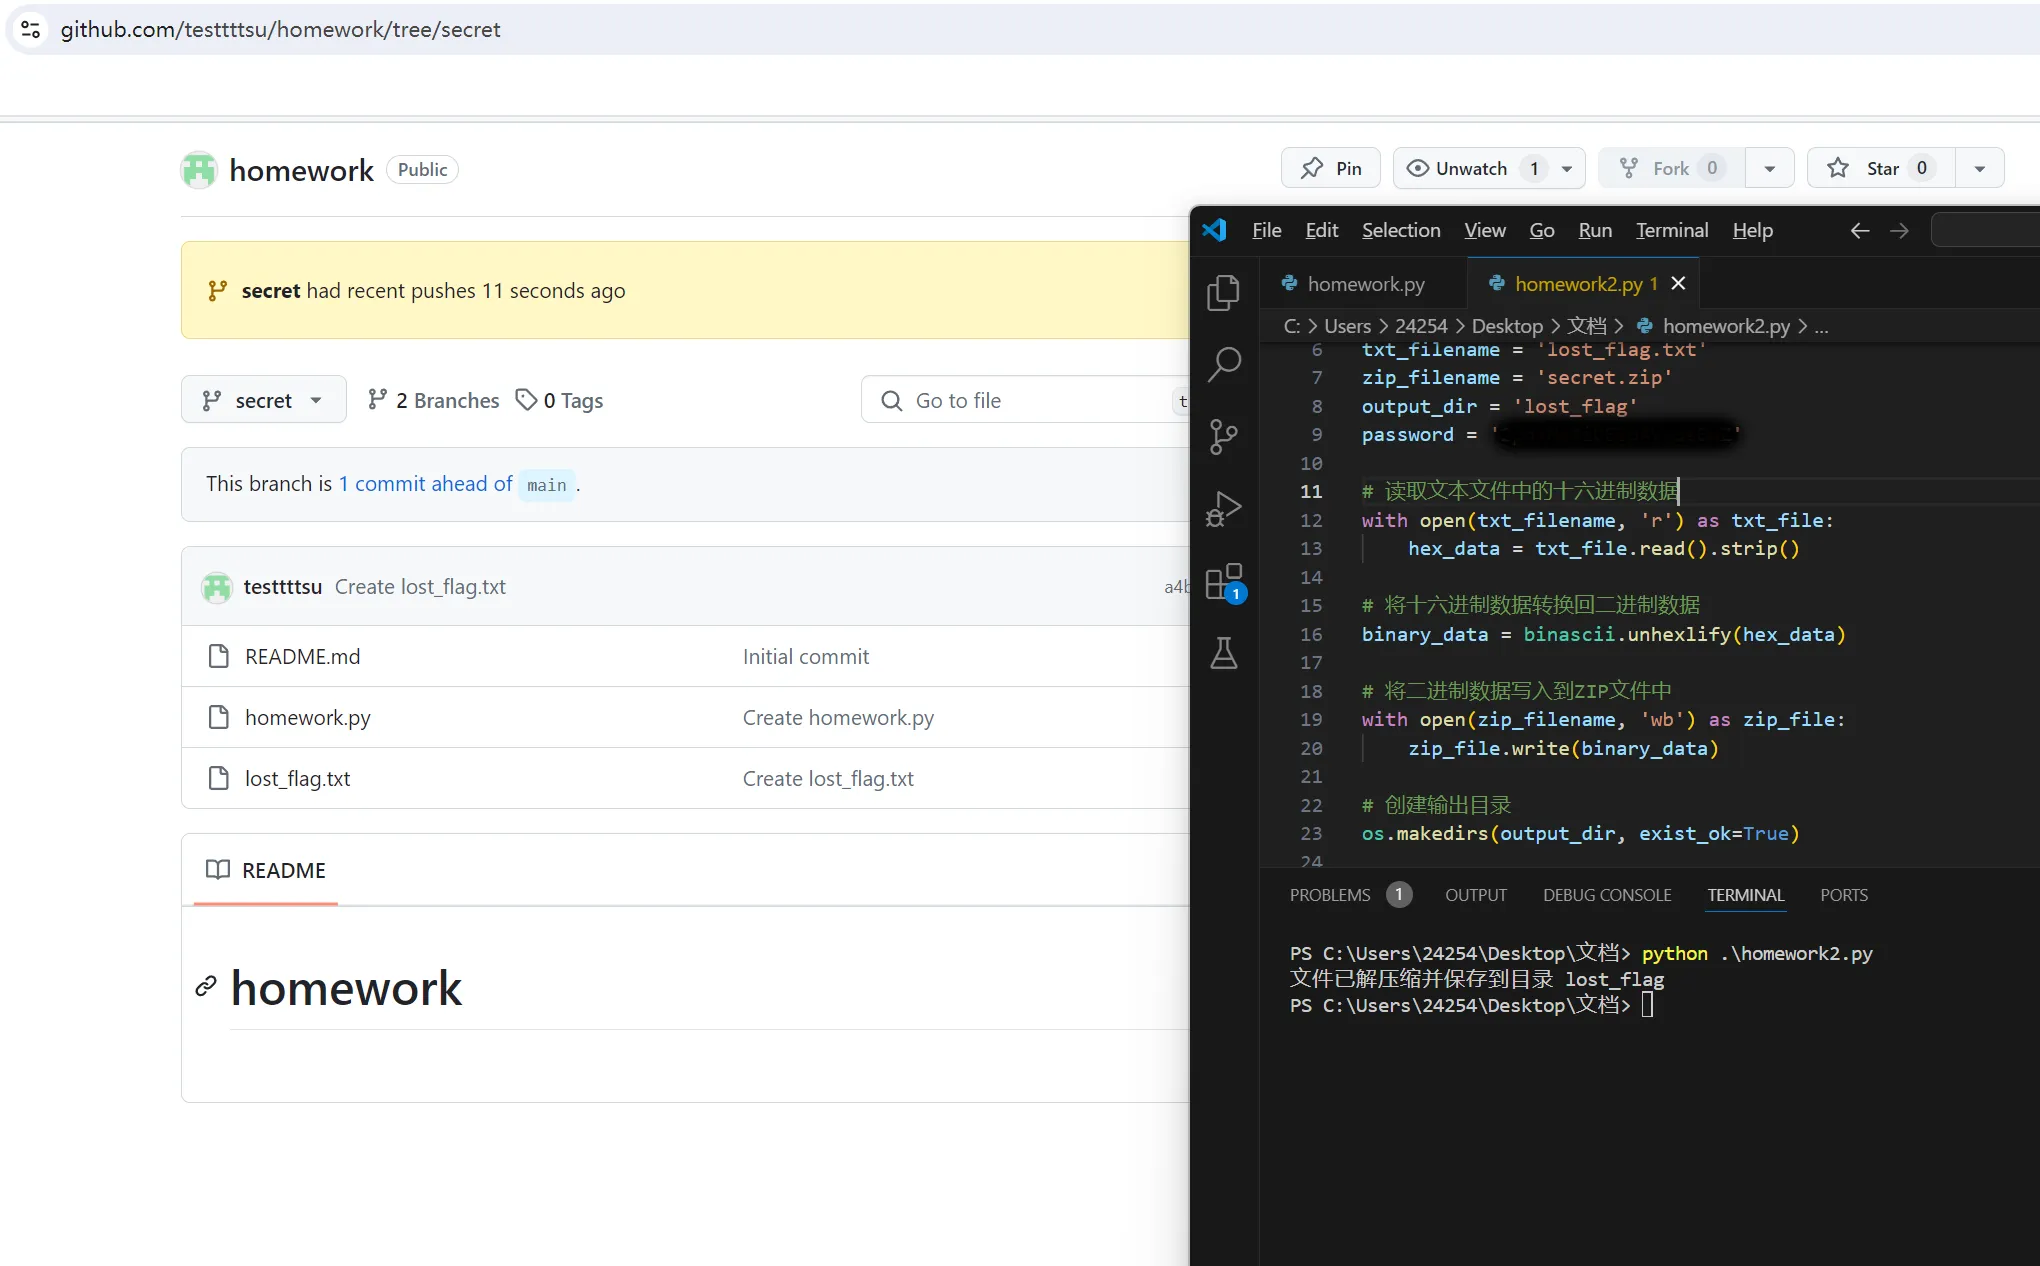 github.com/testtttsu/homework/tree/secret
homework Public
Pin
Unwatch 1
Fork 0
Star 0
secret had recent pushes 11 seconds ago
secret
2 Branches
0 Tags
Go to file
t
This branch is 1 commit ahead of main .
testtttsu Create lost_flag.txt
README.md Initial commit
homework.py Create homework.py
lost_flag.txt Create lost_flag.txt
README
homework
File Edit Selection View Go Run Terminal Help
homework.py
homework2.py 1
C: > Users > 24254 > Desktop > 文档 > homework2.py > ...
6 txt_filename = 'lost_flag.txt'
7 zip_filename = 'secret.zip'
8 output_dir = 'lost_flag'
9 password = '
10
11 # 读取文本文件中的十六进制数据
12 with open(txt_filename, 'r') as txt_file:
13 hex_data = txt_file.read().strip()
14
15 # 将十六进制数据转换回二进制数据
16 binary_data = binascii.unhexlify(hex_data)
17
18 # 将二进制数据写入到ZIP文件中
19 with open(zip_filename, 'wb') as zip_file:
20 zip_file.write(binary_data)
21
22 # 创建输出目录
23 os.makedirs(output_dir, exist_ok=True)
24
1
PROBLEMS 1 OUTPUT DEBUG CONSOLE TERMINAL PORTS
PS C:\Users\24254\Desktop\文档> python .\homework2.py
文件已解压缩并保存到目录 lost_flag
PS C:\Users\24254\Desktop\文档>